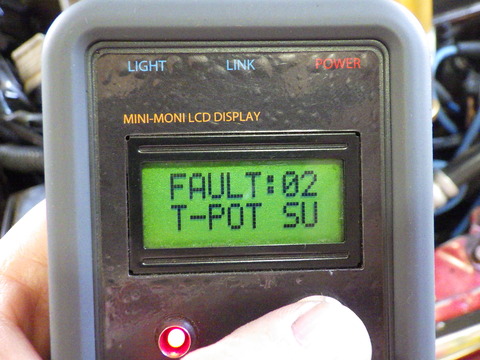 LIGHT LINK POWER
MINI-MONI LCD DISPLAY
FAULT:02
T-POT SU